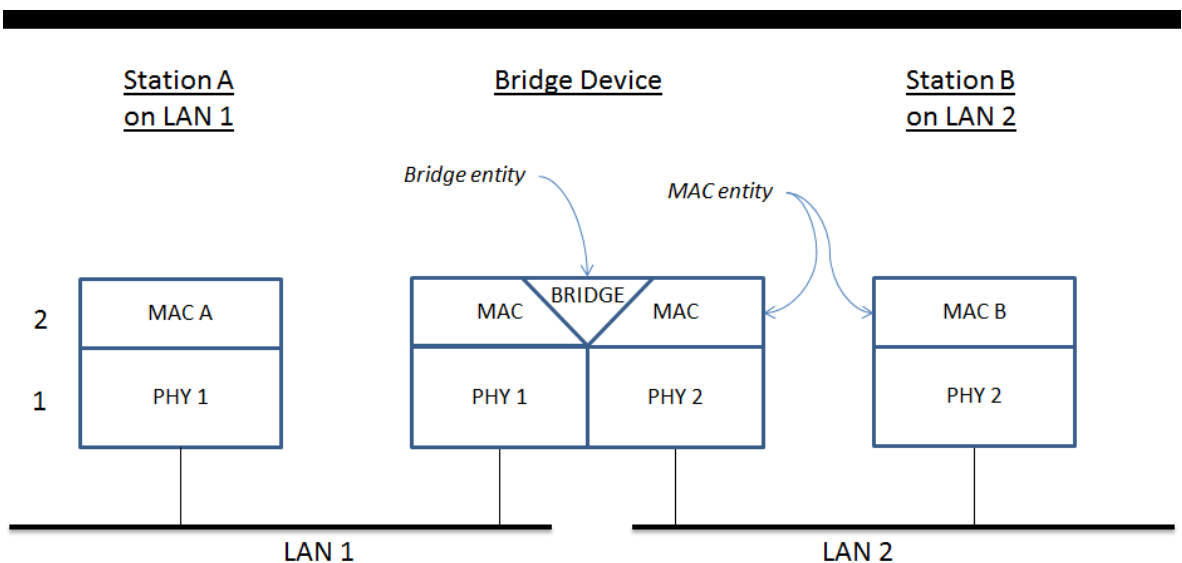 Station A
on LAN 1
Bridge Device
Station B
on LAN 2
Bridge entity
MAC entity
2
MAC A
MAC
BRIDGE
MAC
MAC B
1
PHY 1
PHY 1
PHY 2
PHY 2
LAN 1
LAN 2